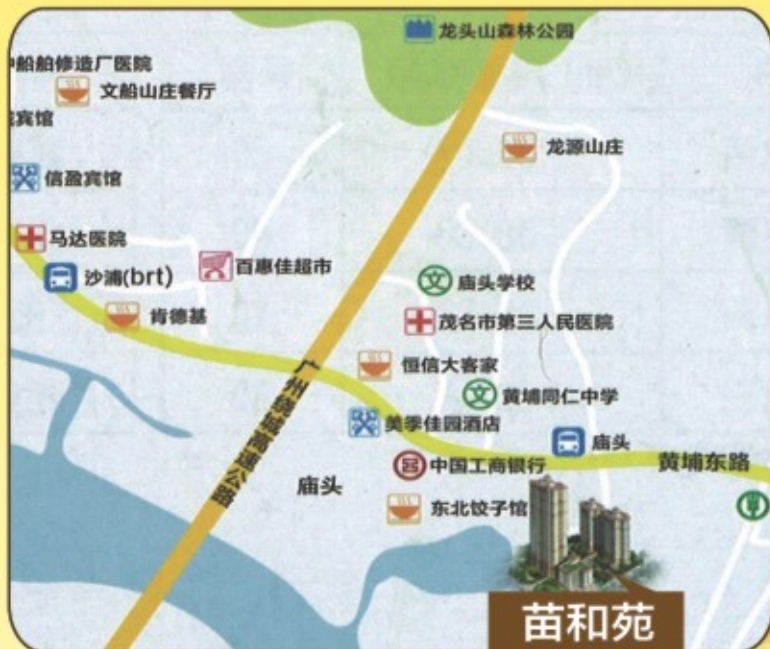 龙头山森林公园
船舶修造厂医院
文船山庄餐厅
宾馆
龙源山庄
信盈宾馆
马达医院
百惠佳超市
沙浦(brt)
庙头学校
肯德基
茂名市第三人民医院
恒信大客家
广州绕城高速公路
黄埔同仁中学
美季佳园酒店
庙头
黄埔东路
中国工商银行
庙头
东北饺子馆
苗和苑